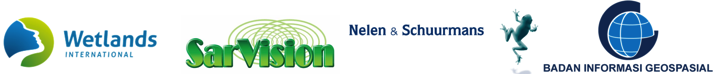 Wetlands
INTERNATIONAL
SarVision
Nelen & Schuurmans
BADAN INFORMASI GEOSPASIAL